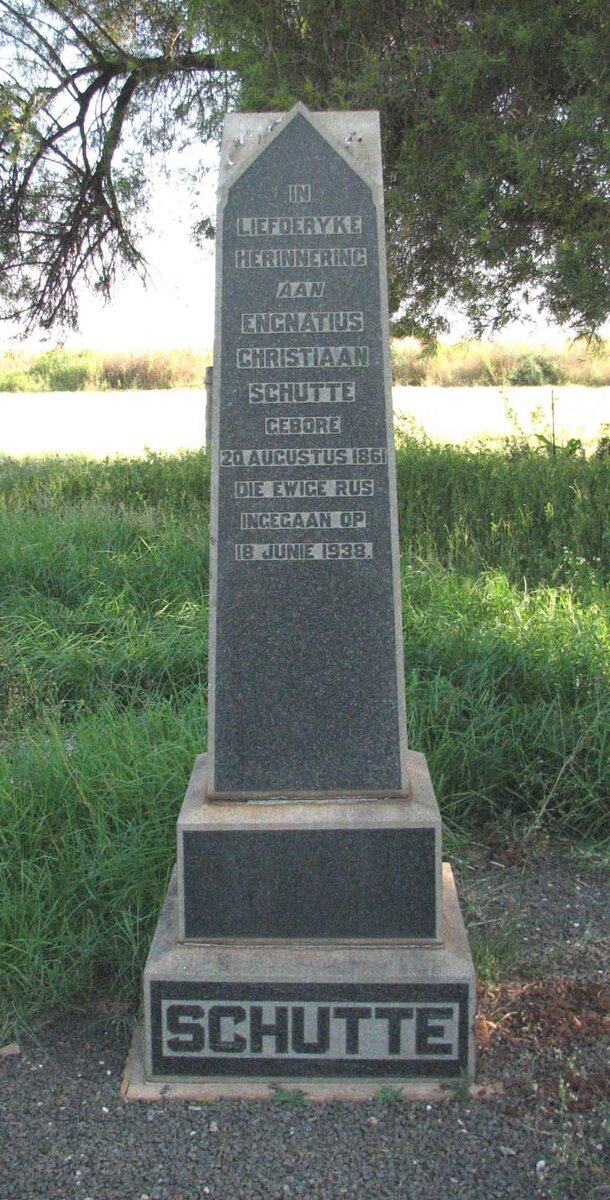 IN
LIEFDERYKE
HERINNERING
AAN
ENGNATIUS
CHRISTIAAN
SCHUTTE
GEBORE
20 AUGUSTUS 1861
DIE EWIGE RUS
INGEGAAN OP
18 JUNIE 1938.
SCHUTTE